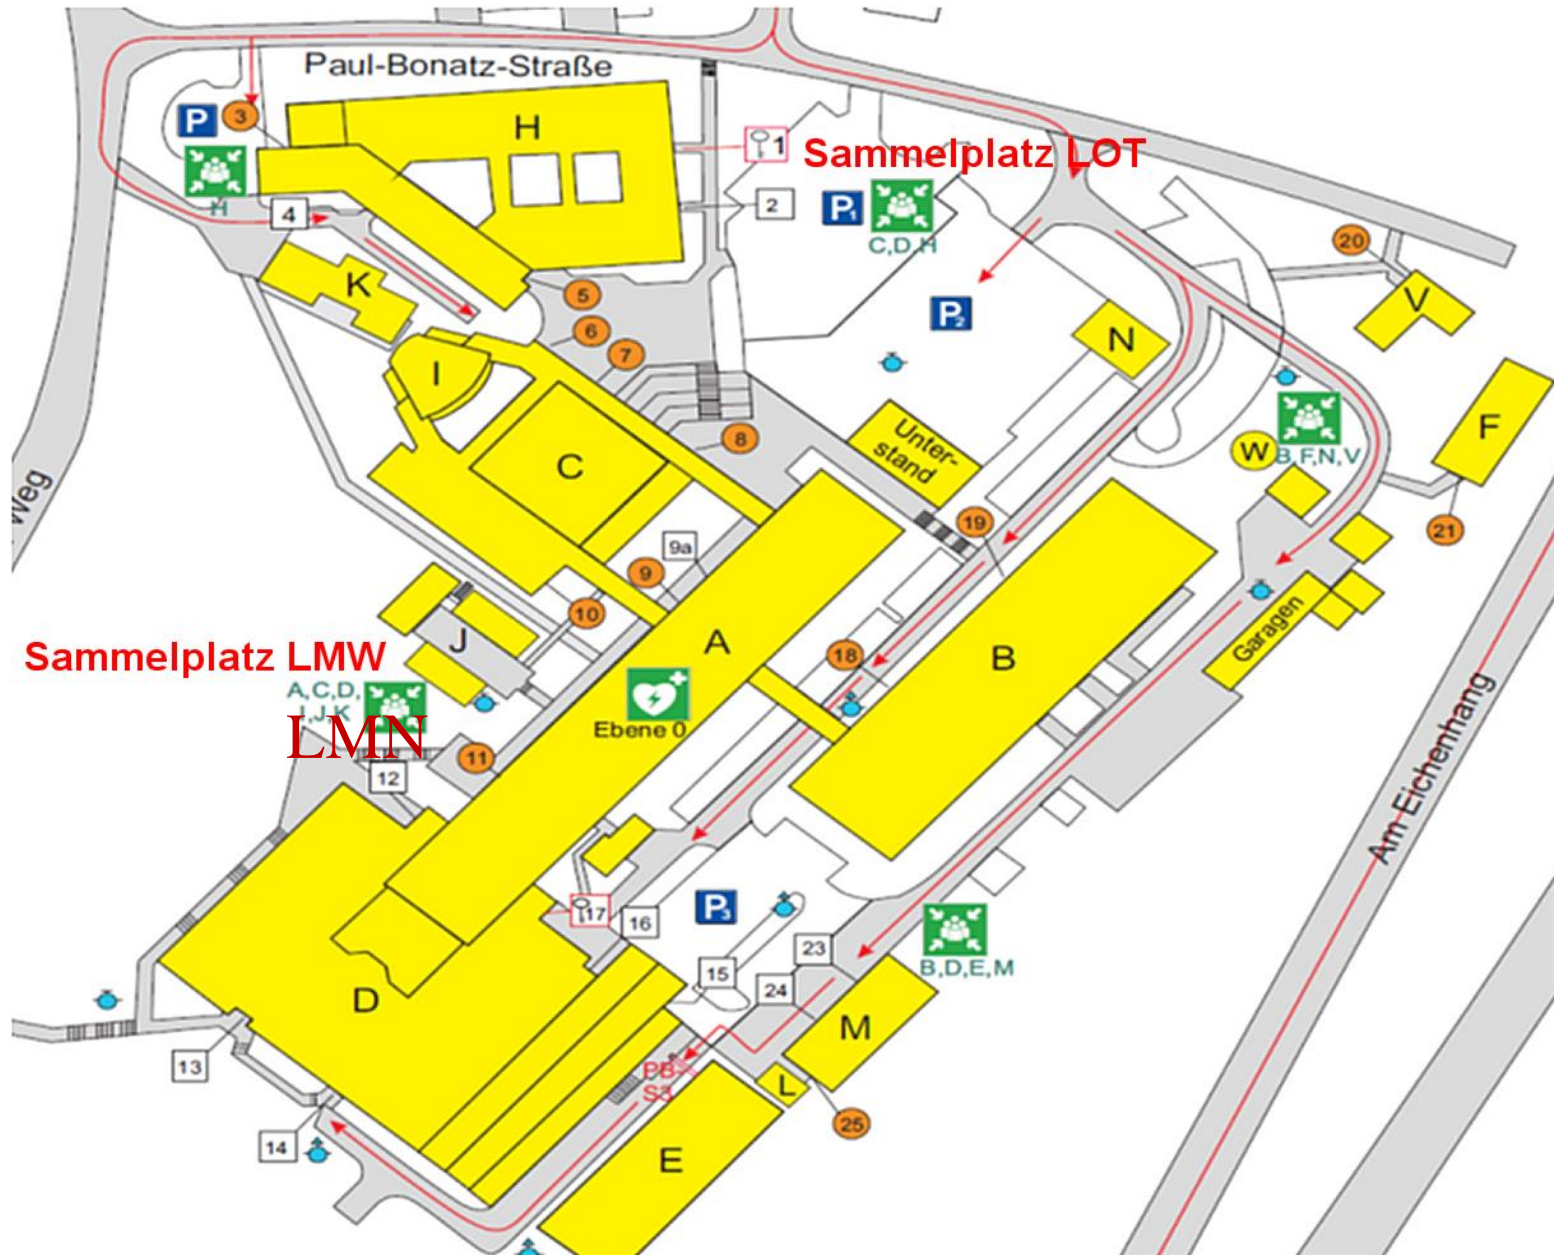 Paul-Bonatz-Straße
P
3
H
H
1
Sammelplatz LOT
4
2
P1
C,D,H
20
K
5
V
P2
6
N
7
I
F
8
Unter-
stand
C
W
B,F,N,V
Weg
9a
19
21
9
10
Garagen
J
A
18
B
Sammelplatz LMW
A,C,D,
I,J,K
LMN
Ebene 0
12
11
Am Eichenhang
17
16
P3
23
B,D,E,M
15
24
D
M
13
PB-
S3
L
25
14
E